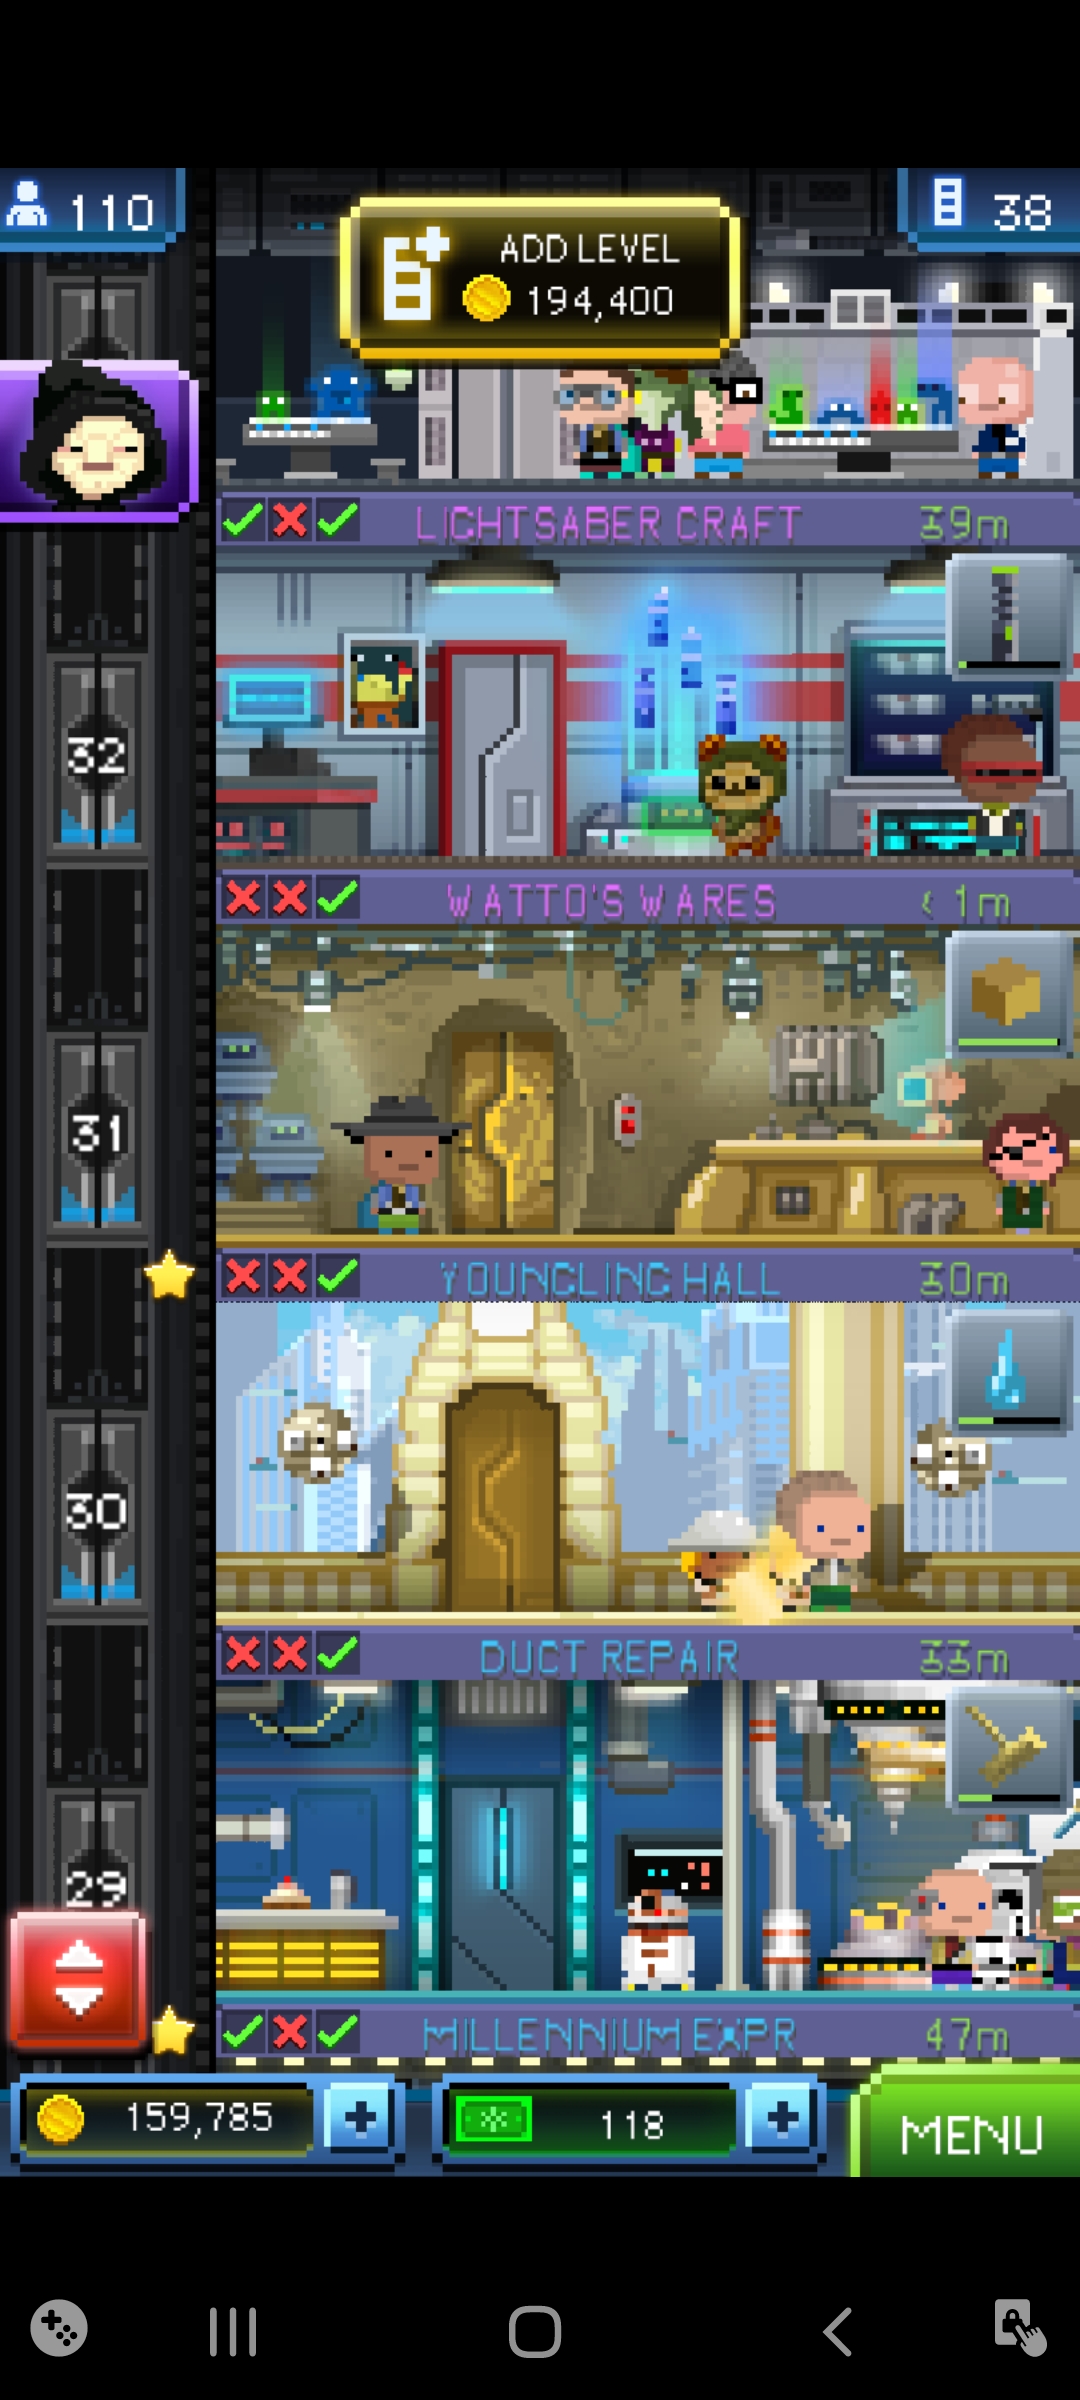 110
ADD LEVEL
194,400
38
LIGHTSABER CRAFT 39m
32
WATTO'S WARES < 1m
31
YOUNGLING HALL 30m
30
DUCT REPAIR 33m
29
MILLENNIUM EXPR 47m
159,785
118
MENU